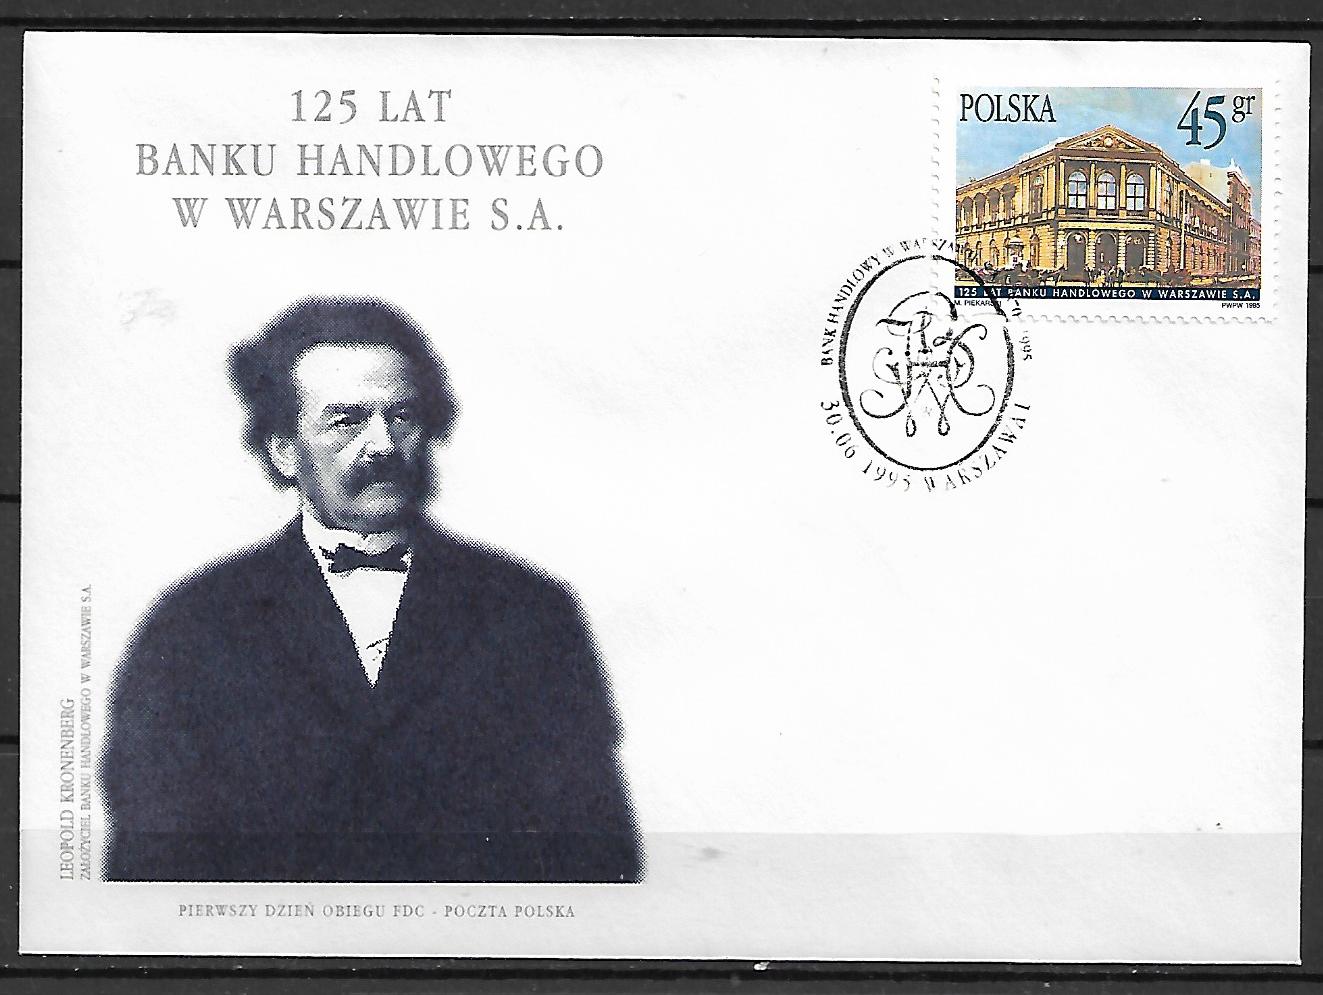 125 LAT
BANKU HANDLOWEGO
W WARSZAWIE S.A.
POLSKA 45 gr
125 LAT BANKU HANDLOWEGO W WARSZAWIE S.A.
M. PIEKARSKI PWPW 1995
BANK HANDLOWY W WARSZAWIE 1995
30.06 1995 WARSZAWA 1
LEOPOLD KRONENBERG
ZAŁOŻYCIEL BANKU HANDLOWEGO W WARSZAWIE S.A.
PIERWSZY DZIEŃ OBIEGU FDC - POCZTA POLSKA